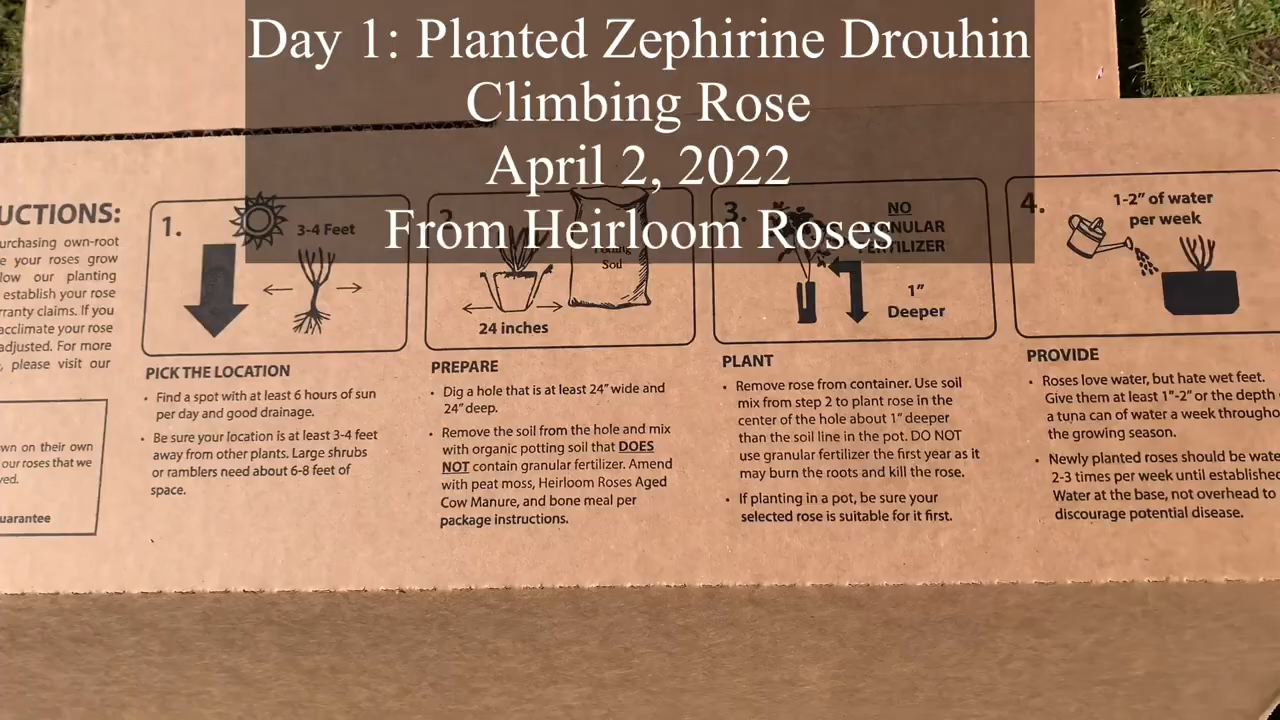 Day 1: Planted Zephirine Drouhin
Climbing Rose
April 2, 2022
From Heirloom Roses
UCTIONS:
urchasing own-root
e your roses grow
low our planting
establish your rose
rranty claims. If you
acclimate your rose
adjusted. For more
, please visit our
wn on their own
our roses that we
ved.
uarantee
1.
3-4 Feet
PICK THE LOCATION
• Find a spot with at least 6 hours of sun
per day and good drainage.
• Be sure your location is at least 3-4 feet
away from other plants. Large shrubs
or ramblers need about 6-8 feet of
space.
2.
Soil
24 inches
PREPARE
• Dig a hole that is at least 24" wide and
24" deep.
• Remove the soil from the hole and mix
with organic potting soil that DOES
NOT contain granular fertilizer. Amend
with peat moss, Heirloom Roses Aged
Cow Manure, and bone meal per
package instructions.
3.
NO
GRANULAR
FERTILIZER
1"
Deeper
PLANT
• Remove rose from container. Use soil
mix from step 2 to plant rose in the
center of the hole about 1" deeper
than the soil line in the pot. DO NOT
use granular fertilizer the first year as it
may burn the roots and kill the rose.
• If planting in a pot, be sure your
selected rose is suitable for it first.
4.
1-2" of water
per week
PROVIDE
• Roses love water, but hate wet feet.
Give them at least 1"-2" or the depth
a tuna can of water a week througho
the growing season.
• Newly planted roses should be wate
2-3 times per week until established
Water at the base, not overhead to
discourage potential disease.